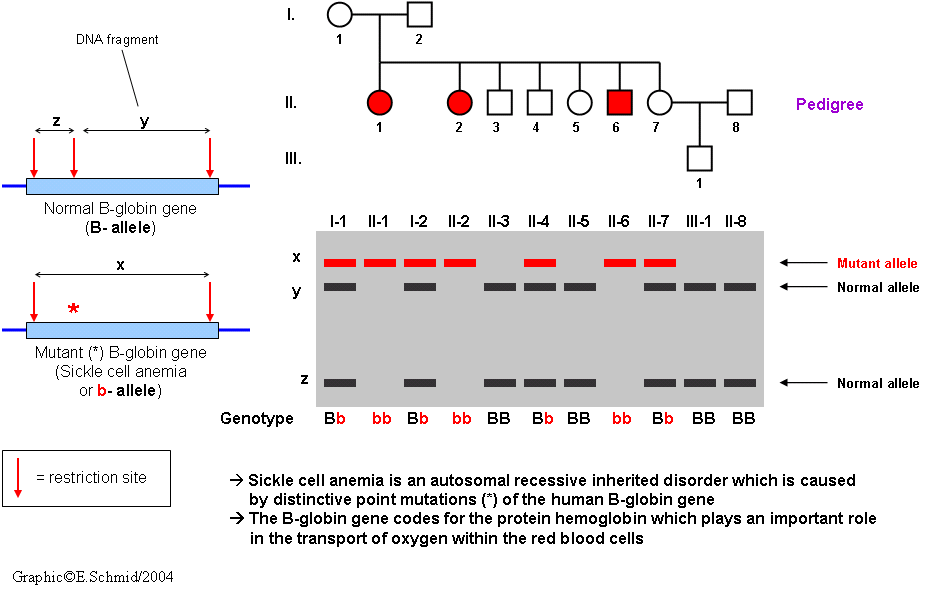 I.
1
2
DNA fragment
z
y
II.
1
2
3
4
5
6
7
8
Pedigree
III.
1
Normal B-globin gene
(B- allele)
I-1 II-1 I-2 II-2 II-3 II-4 II-5 II-6 II-7 III-1 II-8
x
Mutant allele
y
Normal allele
x
*
Mutant (*) B-globin gene
(Sickle cell anemia
or b- allele)
z
Normal allele
Genotype Bb bb Bb bb BB Bb BB bb Bb BB BB
= restriction site
→ Sickle cell anemia is an autosomal recessive inherited disorder which is caused
by distinctive point mutations (*) of the human B-globin gene
→ The B-globin gene codes for the protein hemoglobin which plays an important role
in the transport of oxygen within the red blood cells
Graphic©E.Schmid/2004